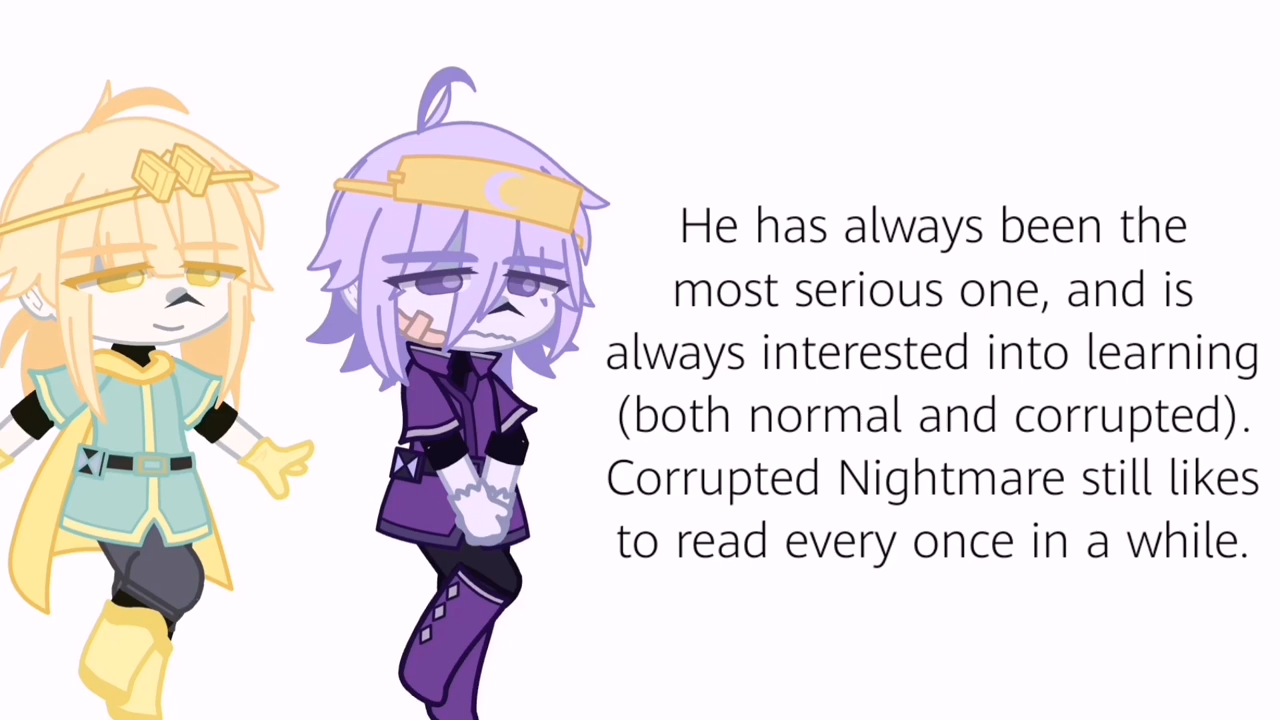 He has always been the
most serious one, and is
always interested into learning
(both normal and corrupted).
Corrupted Nightmare still likes
to read every once in a while.